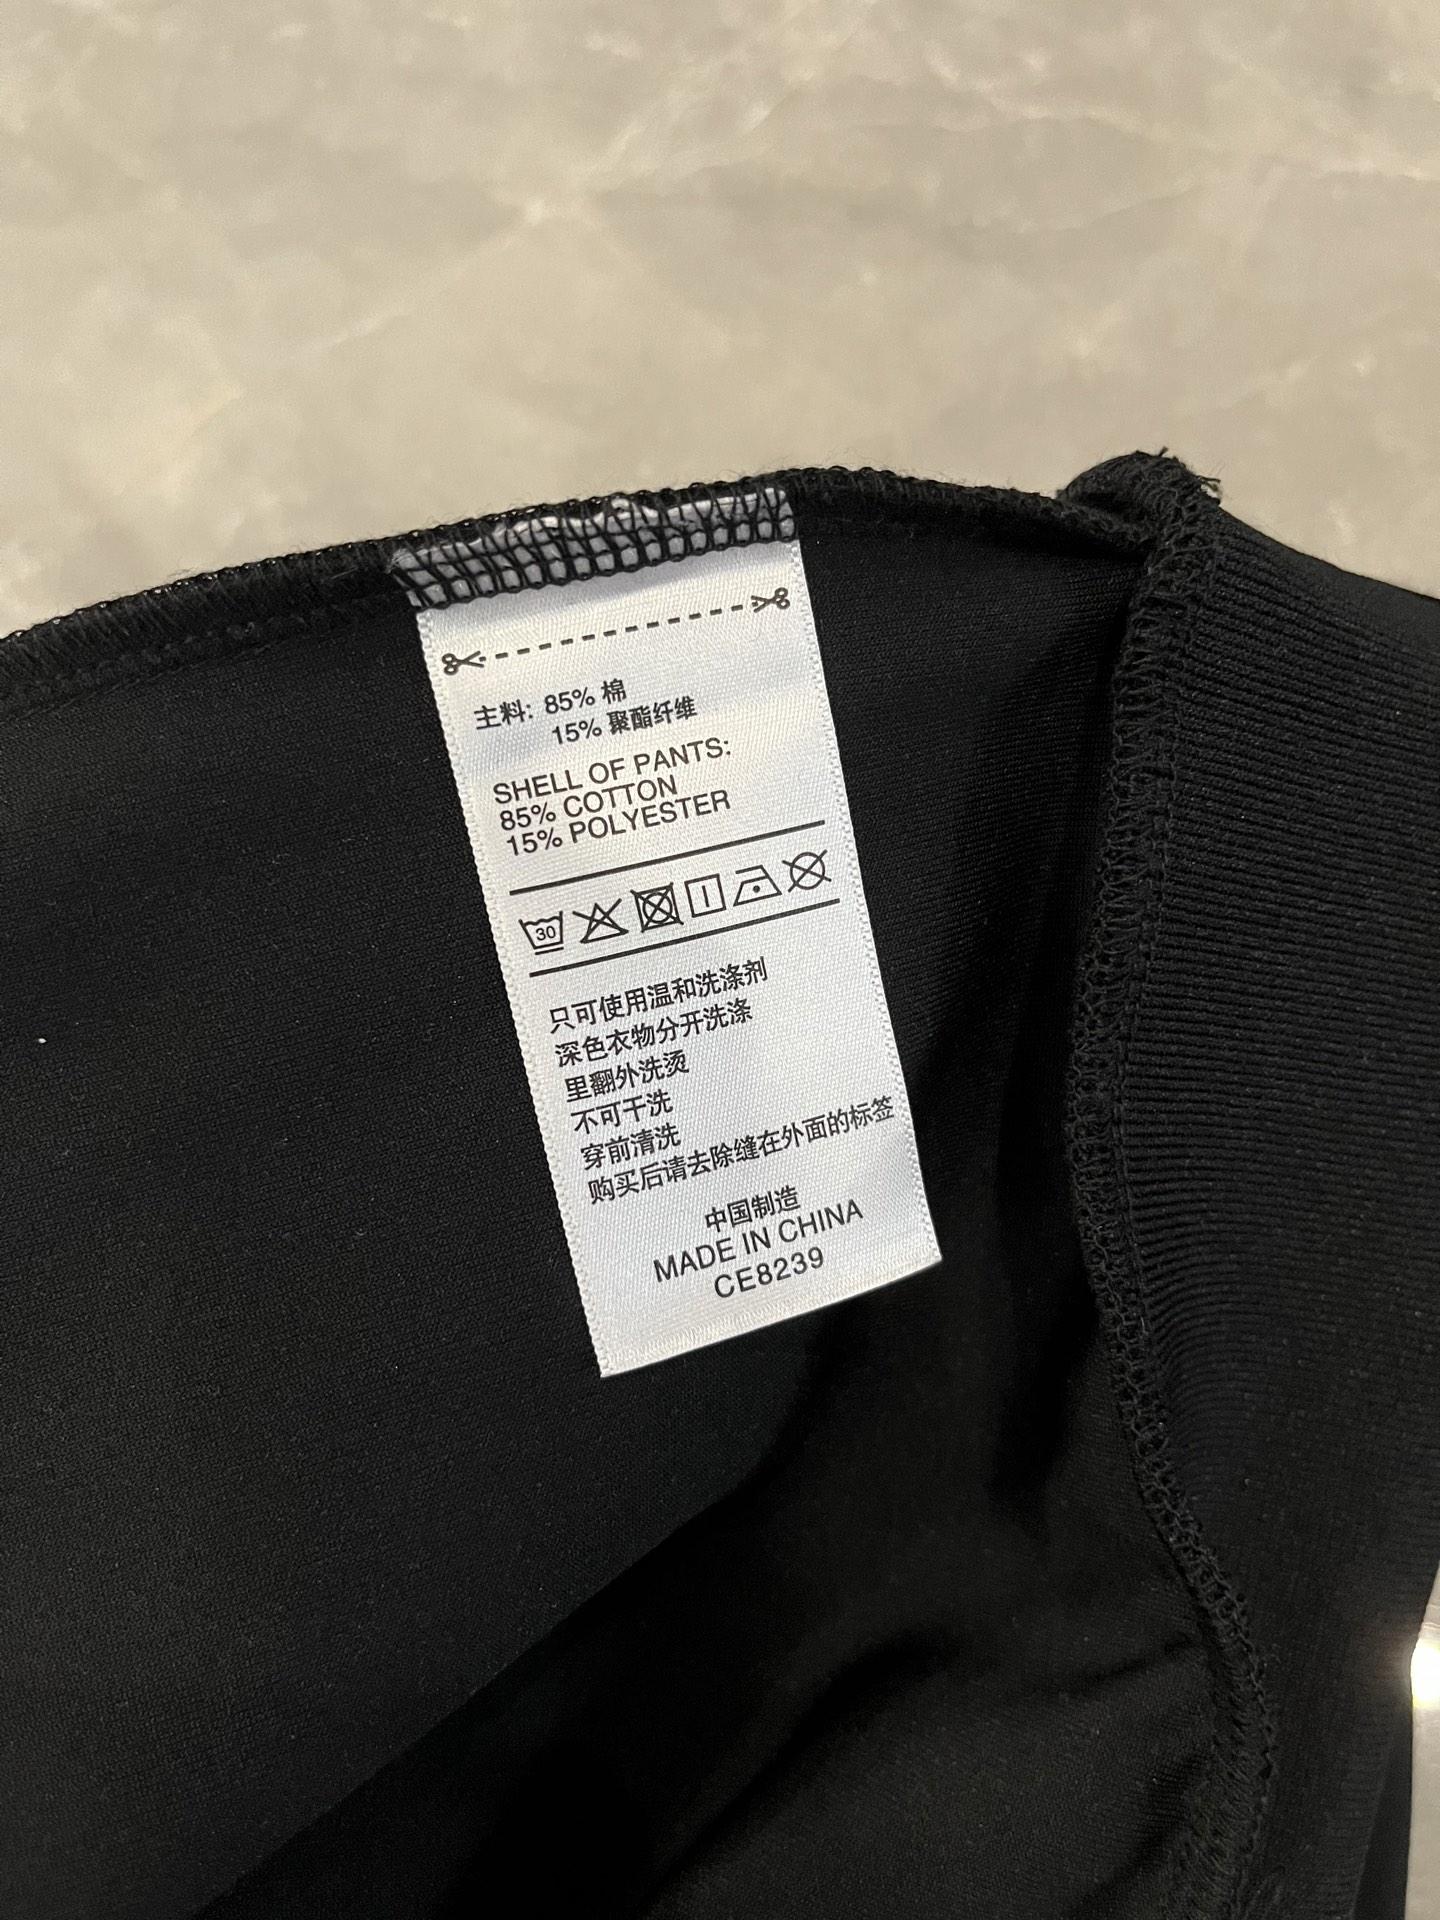 主料: 85% 棉
15% 聚酯纤维
SHELL OF PANTS:
85% COTTON
15% POLYESTER
30
只可使用温和洗涤剂
深色衣物分开洗涤
里翻外洗烫
不可干洗
穿前清洗
购买后请去除缝在外面的标签
中国制造
MADE IN CHINA
CE8239